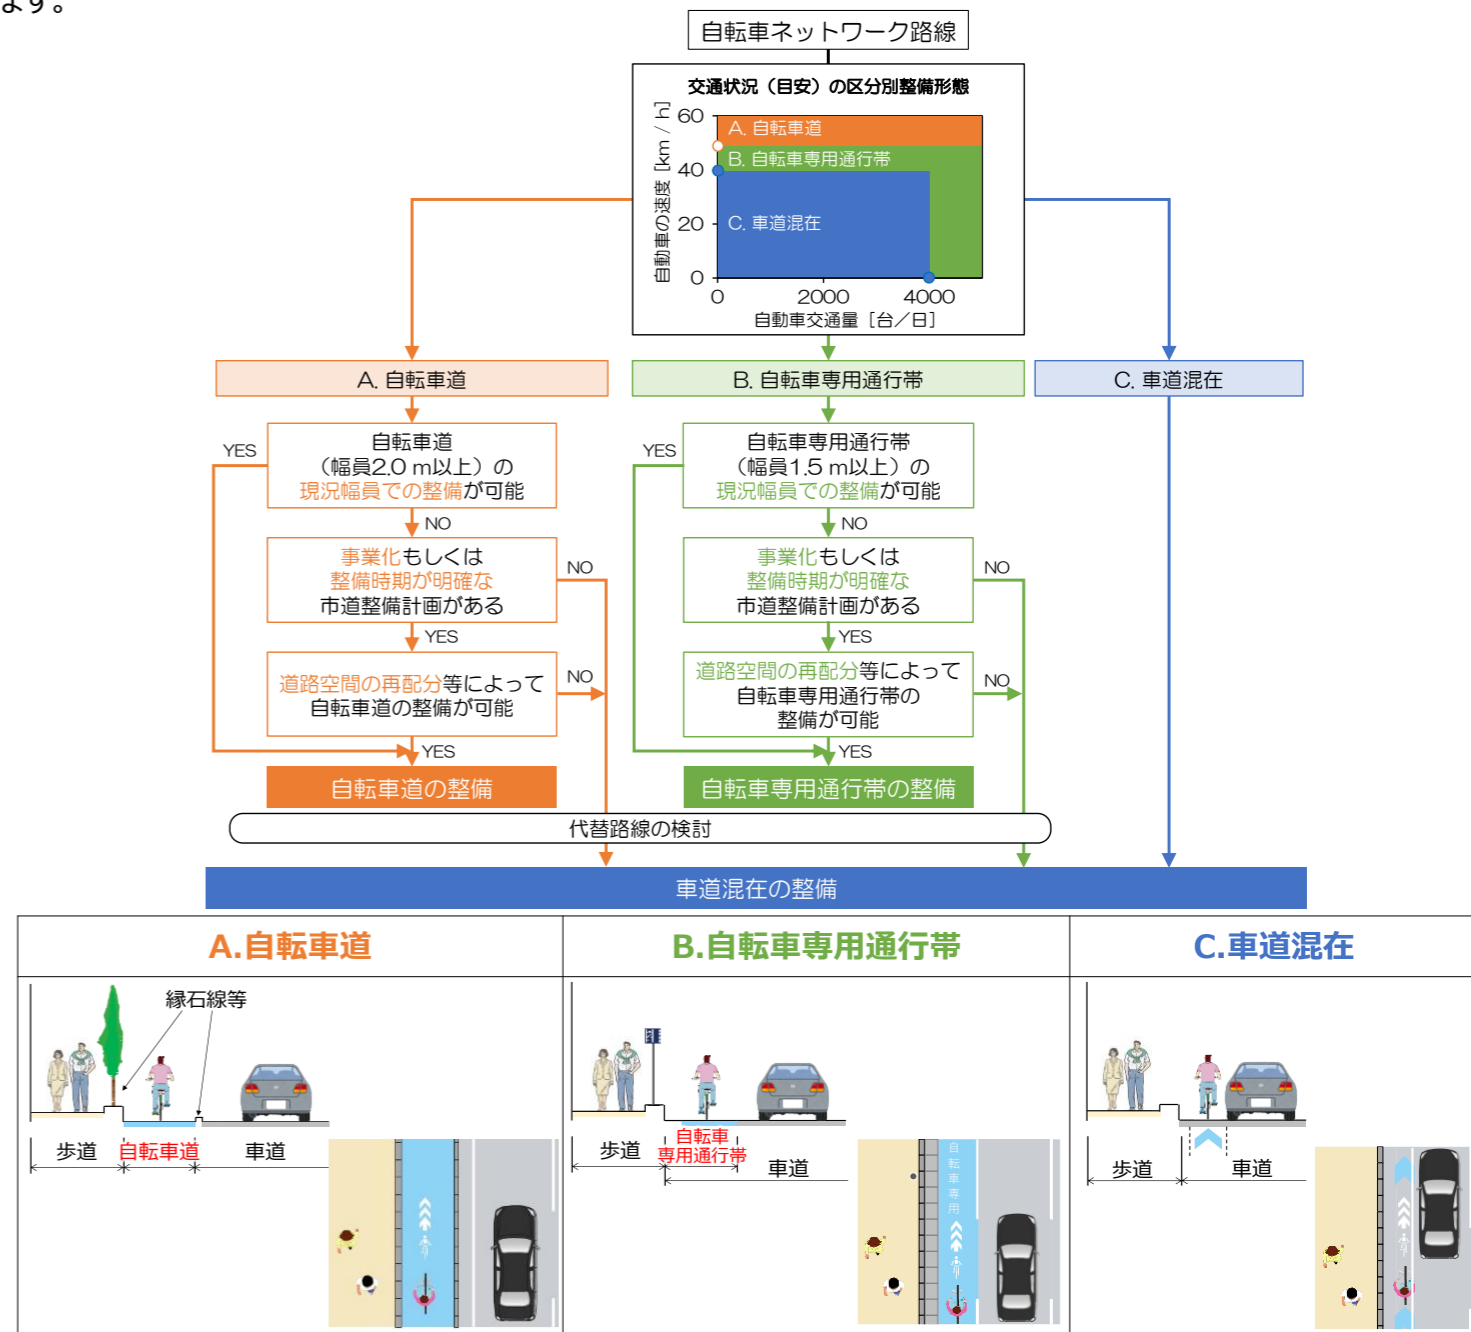 ます。
自転車ネットワーク路線
交通状況（目安）の区分別整備形態
自動車の速度 [km / h]
60
40
20
0
A. 自転車道
B. 自転車専用通行帯
C. 車道混在
0 2000 4000
自動車交通量 [台／日]
A. 自転車道
B. 自転車専用通行帯
C. 車道混在
自転車道
（幅員2.0 m以上）の
現況幅員での整備が可能
YES
NO
事業化もしくは
整備時期が明確な
市道整備計画がある
NO
YES
道路空間の再配分等によって
自転車道の整備が可能
NO
YES
自転車道の整備
自転車専用通行帯
（幅員1.5 m以上）の
現況幅員での整備が可能
YES
NO
事業化もしくは
整備時期が明確な
市道整備計画がある
NO
YES
道路空間の再配分等によって
自転車専用通行帯の
整備が可能
NO
YES
自転車専用通行帯の整備
代替路線の検討
車道混在の整備
A.自転車道
縁石線等
歩道
自転車道
車道
B.自転車専用通行帯
歩道
自転車
専用通行帯
車道
自転車専用
C.車道混在
歩道
車道